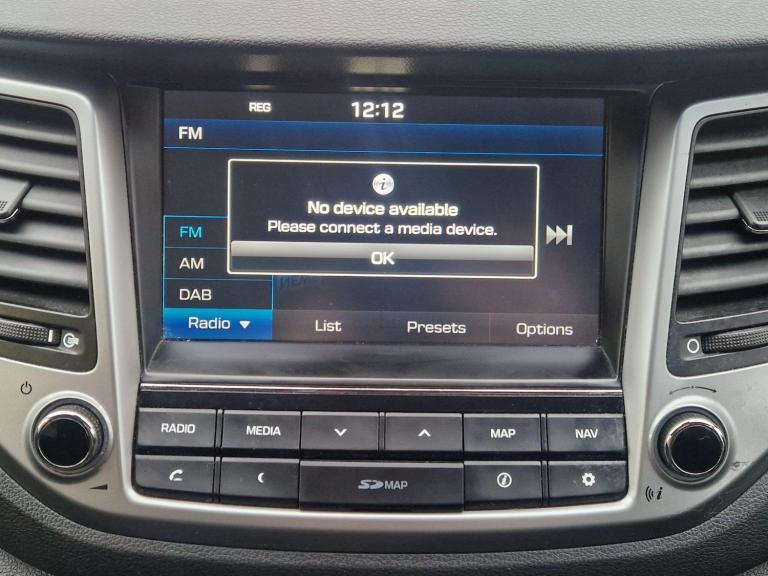 REG
12:12
FM
No device available
Please connect a media device.
OK
FM
AM
DAB
Radio
List
Presets
Options
RADIO
MEDIA
MAP
NAV
SD MAP